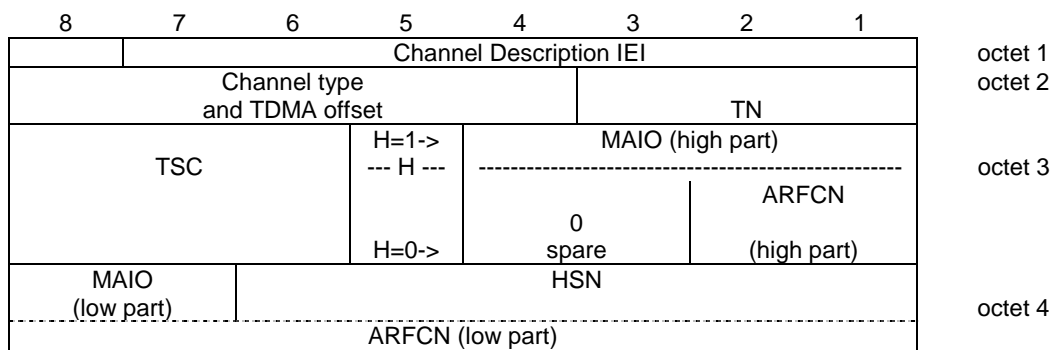 8 7 6 5 4 3 2 1
Channel Description IEI octet 1
Channel type octet 2
and TDMA offset TN
H=1-> MAIO (high part)
TSC --- H --- ---------------------------------------------------- octet 3
ARFCN
0
H=0-> spare (high part)
MAIO HSN
(low part) octet 4
ARFCN (low part)